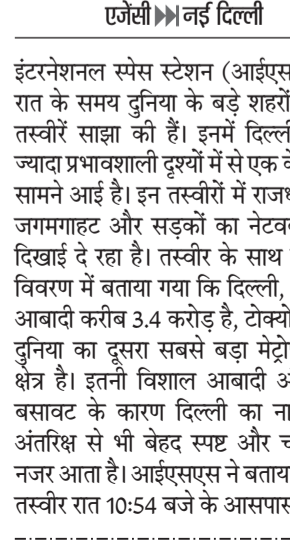 एजेंसी नई दिल्ली
इंटरनेशनल स्पेस स्टेशन (आईएस
रात के समय दुनिया के बड़े शहरों
तस्वीरें साझा की हैं। इनमें दिल्ली
ज्यादा प्रभावशाली दृश्यों में से एक
सामने आई है। इन तस्वीरों में
जगमगाहट और सड़कों का
दिखाई दे रहा है। तस्वीर के साथ
विवरण में बताया गया कि दिल्ली,
आबादी करीब 3.4 करोड़ है,
दुनिया का दूसरा सबसे बड़ा
क्षेत्र है। इतनी विशाल आबादी
बसावट के कारण दिल्ली का
अंतरिक्ष से भी बेहद स्पष्ट और
नजर आता है। आईएसएस ने बताया
तस्वीर रात 10:54 बजे के आसपास